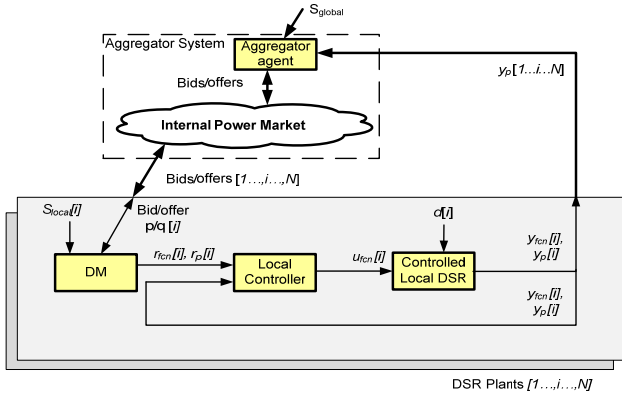 Sglobal
Aggregator System
Aggregator
agent
yp[1...i...N]
Bids/offers
Internal Power Market
Bids/offers [1...,i...,N]
Slocal[i]
Bid/offer
p/q [i]
d[i]
DM
rfcn[i], rp[i]
Local
Controller
ufcn[i]
Controlled
Local DSR
yfcn[i],
yp[i]
yfcn[i],
yp[i]
DSR Plants [1...,i...,N]